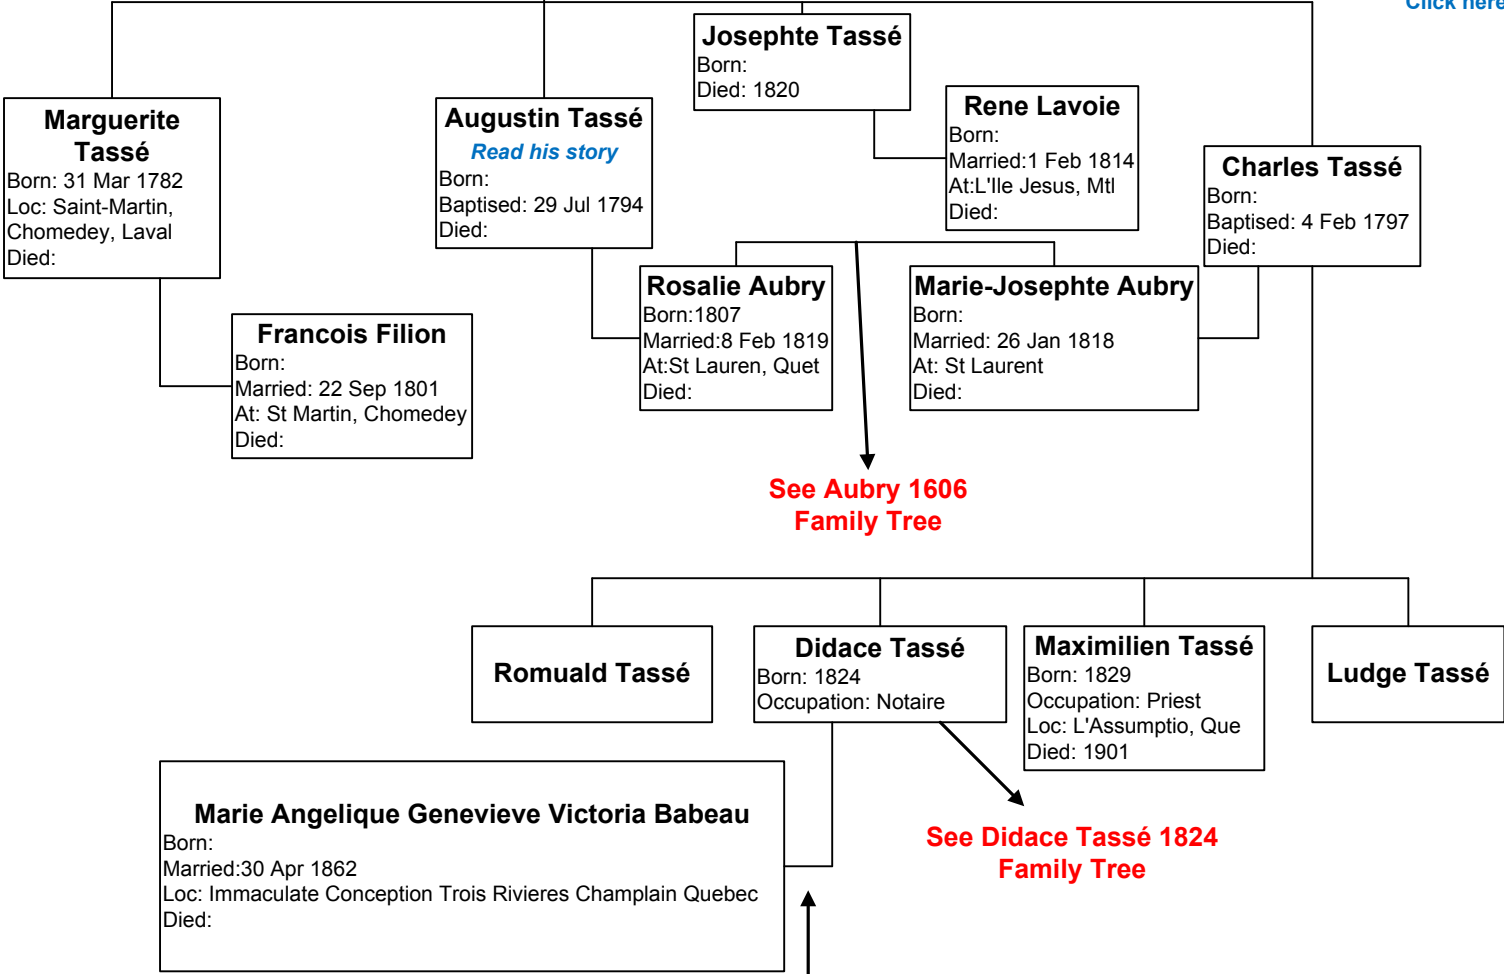 Click here
Josephte Tassé
Born:
Died: 1820
Marguerite
Tassé
Born: 31 Mar 1782
Loc: Saint-Martin,
Chomedey, Laval
Died:
Augustin Tassé
Read his story
Born:
Baptised: 29 Jul 1794
Died:
Rene Lavoie
Born:
Married:1 Feb 1814
At:L'Ile Jesus, Mtl
Died:
Charles Tassé
Born:
Baptised: 4 Feb 1797
Died:
Francois Filion
Born:
Married: 22 Sep 1801
At: St Martin, Chomedey
Died:
Rosalie Aubry
Born:1807
Married:8 Feb 1819
At:St Lauren, Quet
Died:
Marie-Josephte Aubry
Born:
Married: 26 Jan 1818
At: St Laurent
Died:
See Aubry 1606
Family Tree
Romuald Tassé
Didace Tassé
Born: 1824
Occupation: Notaire
Maximilien Tassé
Born: 1829
Occupation: Priest
Loc: L'Assumptio, Que
Died: 1901
Ludge Tassé
Marie Angelique Genevieve Victoria Babeau
Born:
Married:30 Apr 1862
Loc: Immaculate Conception Trois Rivieres Champlain Quebec
Died:
See Didace Tassé 1824
Family Tree